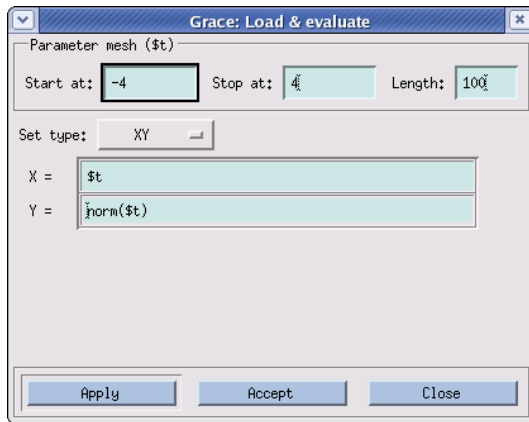 Grace: Load & evaluate
Parameter mesh ($t)
Start at: -4 Stop at: 4 Length: 100
Set type: XY
X = $t
Y = norm($t)
Apply Accept Close